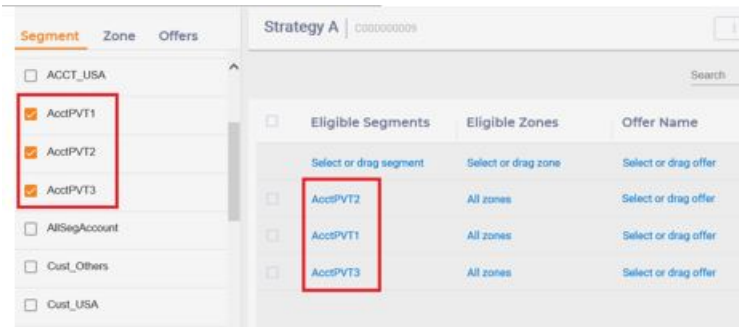 Segment Zone Offers
ACCT_USA
AcctPVT1
AcctPVT2
AcctPVT3
AllSegAccount
Cust_Others
Cust_USA
Strategy A | C000000009
Search
Eligible Segments Eligible Zones Offer Name
Select or drag segment Select or drag zone Select or drag offer
AcctPVT2 All zones Select or drag offer
AcctPVT1 All zones Select or drag offer
AcctPVT3 All zones Select or drag offer